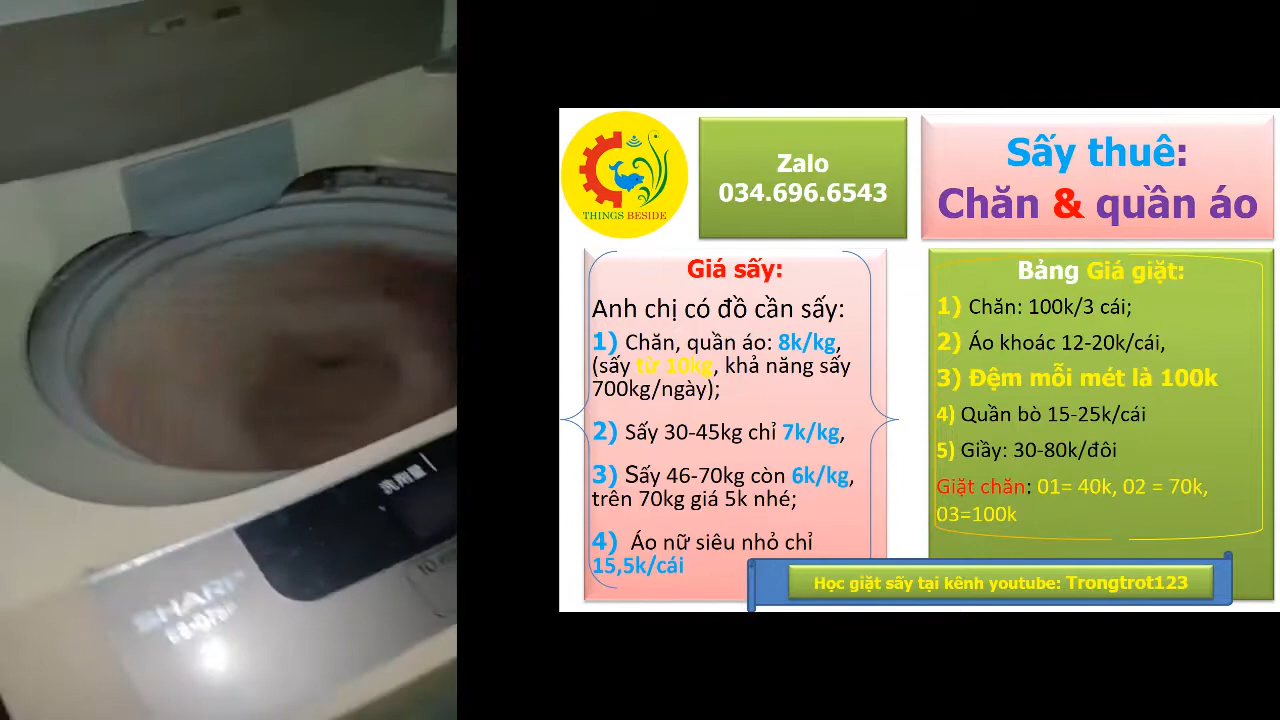 SHARP
THINGS BESIDE
Zalo
034.696.6543
Sấy thuê:
Chăn & quần áo
Giá sấy:
Anh chị có đồ cần sấy:
1) Chăn, quần áo: 8k/kg,
(sấy từ 10kg, khả năng sấy
700kg/ngày);
2) Sấy 30-45kg chỉ 7k/kg,
3) Sấy 46-70kg còn 6k/kg,
trên 70kg giá 5k nhé;
4) Áo nữ siêu nhỏ chỉ
15,5k/cái
Bảng Giá giặt:
1) Chăn: 100k/3 cái;
2) Áo khoác 12-20k/cái,
3) Đệm mỗi mét là 100k
4) Quần bò 15-25k/cái
5) Giầy: 30-80k/đôi
Giặt chăn: 01= 40k, 02 = 70k,
03=100k
Học giặt sấy tại kênh youtube: Trongtrot123